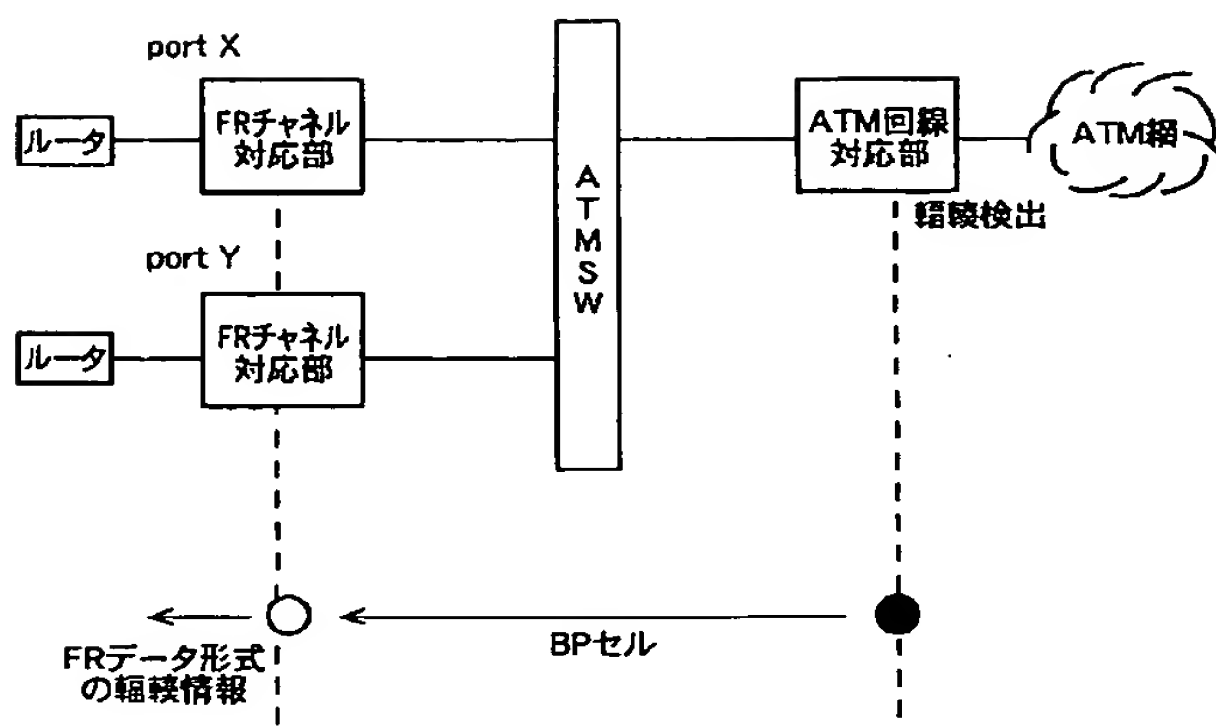 port X
ルータ
FRチャネル
対応部
ATMSW
ATM回線
対応部
ATM網
輻輳検出
port Y
ルータ
FRチャネル
対応部
BPセル
FRデータ形式
の輻輳情報